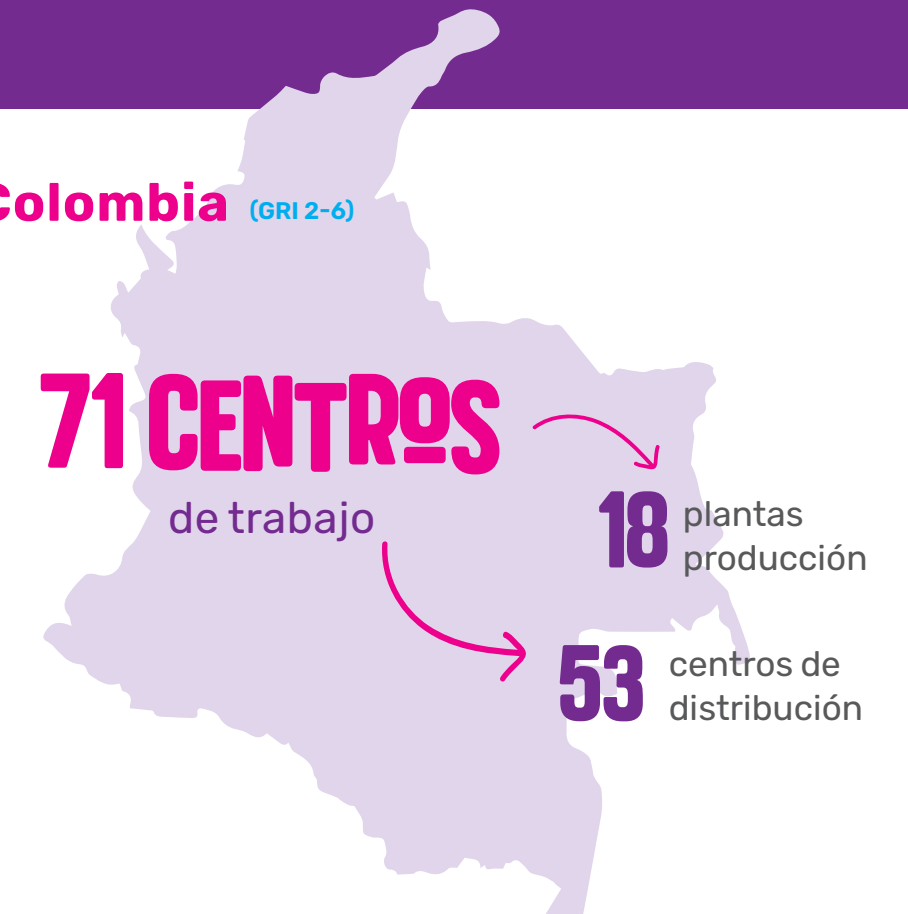 Colombia (GRI 2-6)
71 CENTROS
de trabajo
18 plantas
producción
53 centros de
distribución